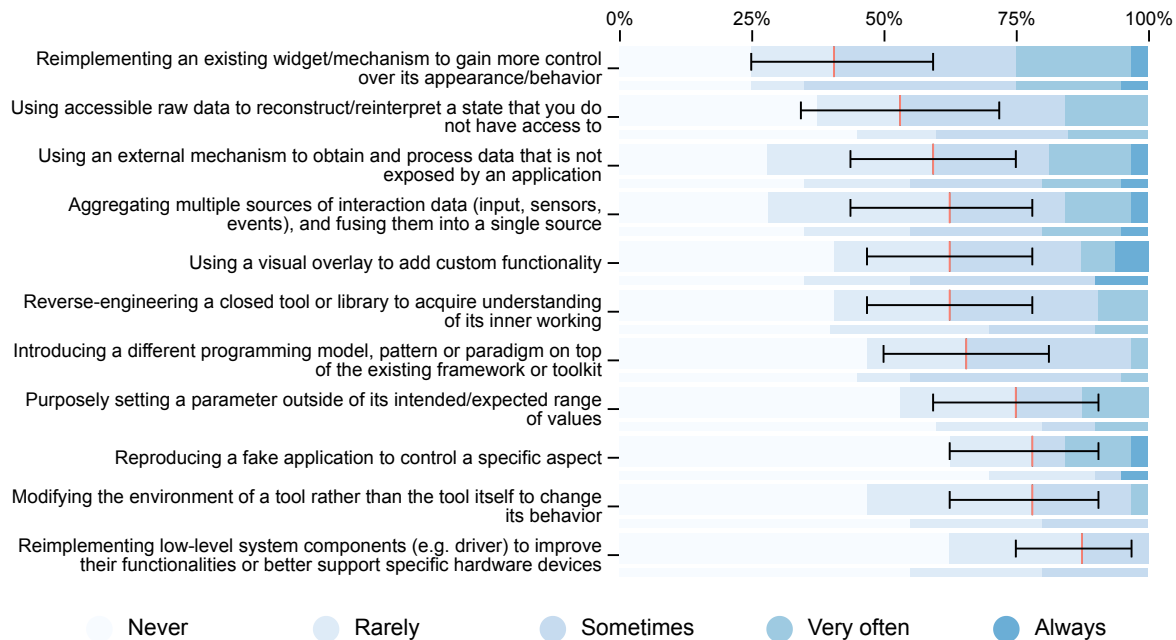 0% 25% 50% 75% 100%
Reimplementing an existing widget/mechanism to gain more control
over its appearance/behavior
Using accessible raw data to reconstruct/reinterpret a state that you do
not have access to
Using an external mechanism to obtain and process data that is not
exposed by an application
Aggregating multiple sources of interaction data (input, sensors,
events), and fusing them into a single source
Using a visual overlay to add custom functionality
Reverse-engineering a closed tool or library to acquire understanding
of its inner working
Introducing a different programming model, pattern or paradigm on top
of the existing framework or toolkit
Purposely setting a parameter outside of its intended/expected range
of values
Reproducing a fake application to control a specific aspect
Modifying the environment of a tool rather than the tool itself to change
its behavior
Reimplementing low-level system components (e.g. driver) to improve
their functionalities or better support specific hardware devices
Never Rarely Sometimes Very often Always